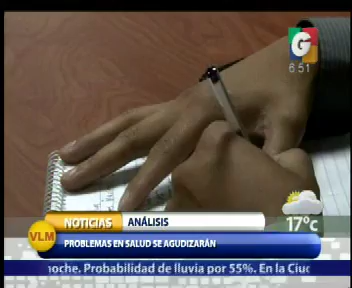 G
6:51
NOTICIAS ANÁLISIS
17°c
VLM
PROBLEMAS EN SALUD SE AGUDIZARÁN
noche. Probabilidad de lluvia por 55%. En la Ciud